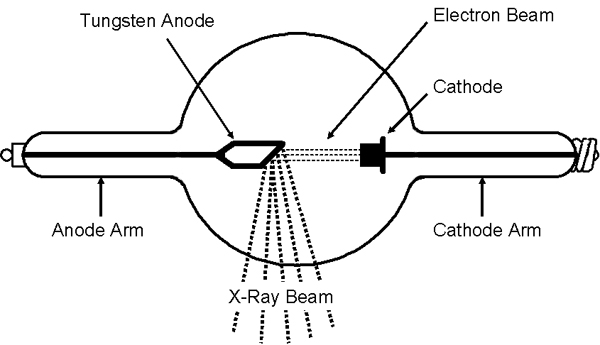 Tungsten Anode
Electron Beam
Cathode
Anode Arm
Cathode Arm
X-Ray Beam